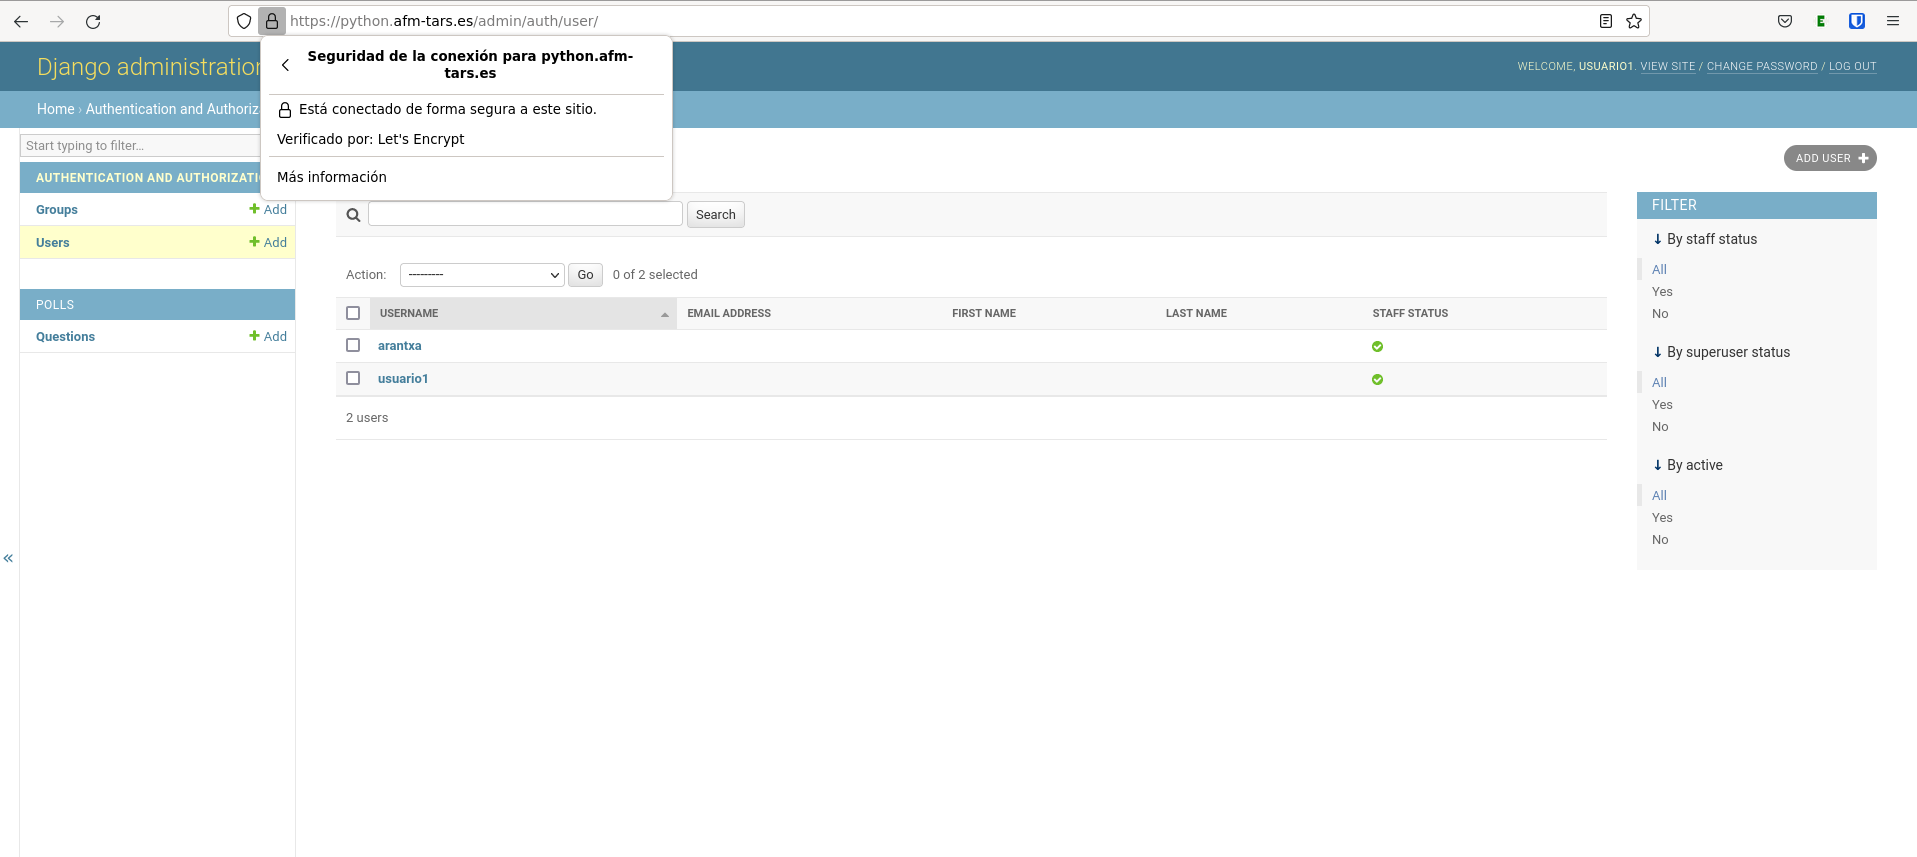 https://python.afm-tars.es/admin/auth/user/
Django administration
WELCOME, USUARIO1. VIEW SITE / CHANGE PASSWORD / LOG OUT
Home › Authentication and Authoriz
Seguridad de la conexión para python.afm-
tars.es
Está conectado de forma segura a este sitio.
Verificado por: Let's Encrypt
Más información
Start typing to filter...
AUTHENTICATION AND AUTHORIZATI
Groups + Add
Users + Add
POLLS
Questions + Add
«
ADD USER +
Search
Action: --------- Go 0 of 2 selected
USERNAME EMAIL ADDRESS FIRST NAME LAST NAME STAFF STATUS
arantxa
usuario1
2 users
FILTER
↓ By staff status
All
Yes
No
↓ By superuser status
All
Yes
No
↓ By active
All
Yes
No